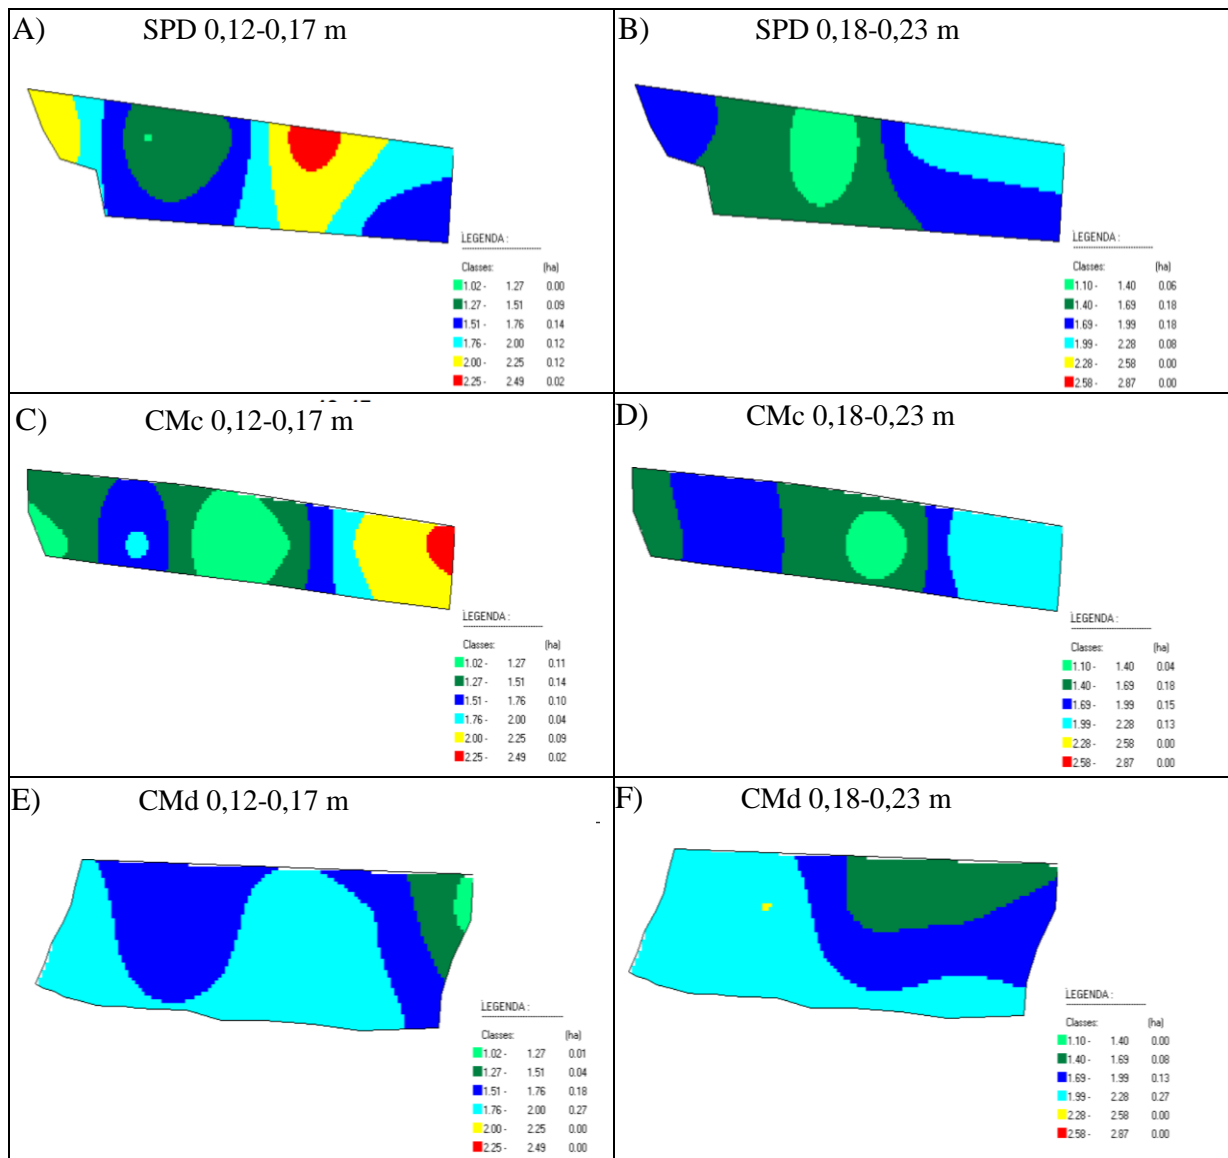 A) SPD 0,12-0,17 m
LEGENDA :
Classes: (ha)
1.02 - 1.27 0.00
1.27 - 1.51 0.09
1.51 - 1.76 0.14
1.76 - 2.00 0.12
2.00 - 2.25 0.12
2.25 - 2.49 0.02
B) SPD 0,18-0,23 m
LEGENDA :
Classes: (ha)
1.10 - 1.40 0.06
1.40 - 1.69 0.18
1.69 - 1.99 0.18
1.99 - 2.28 0.08
2.28 - 2.58 0.00
2.58 - 2.87 0.00
C) CMc 0,12-0,17 m
LEGENDA :
Classes: (ha)
1.02 - 1.27 0.11
1.27 - 1.51 0.14
1.51 - 1.76 0.10
1.76 - 2.00 0.04
2.00 - 2.25 0.09
2.25 - 2.49 0.02
D) CMc 0,18-0,23 m
LEGENDA :
Classes: (ha)
1.10 - 1.40 0.04
1.40 - 1.69 0.18
1.69 - 1.99 0.15
1.99 - 2.28 0.13
2.28 - 2.58 0.00
2.58 - 2.87 0.00
E) CMd 0,12-0,17 m
LEGENDA :
Classes: (ha)
1.02 - 1.27 0.01
1.27 - 1.51 0.04
1.51 - 1.76 0.18
1.76 - 2.00 0.27
2.00 - 2.25 0.00
2.25 - 2.49 0.00
F) CMd 0,18-0,23 m
LEGENDA :
Classes: (ha)
1.10 - 1.40 0.00
1.40 - 1.69 0.08
1.69 - 1.99 0.13
1.99 - 2.28 0.27
2.28 - 2.58 0.00
2.58 - 2.87 0.00